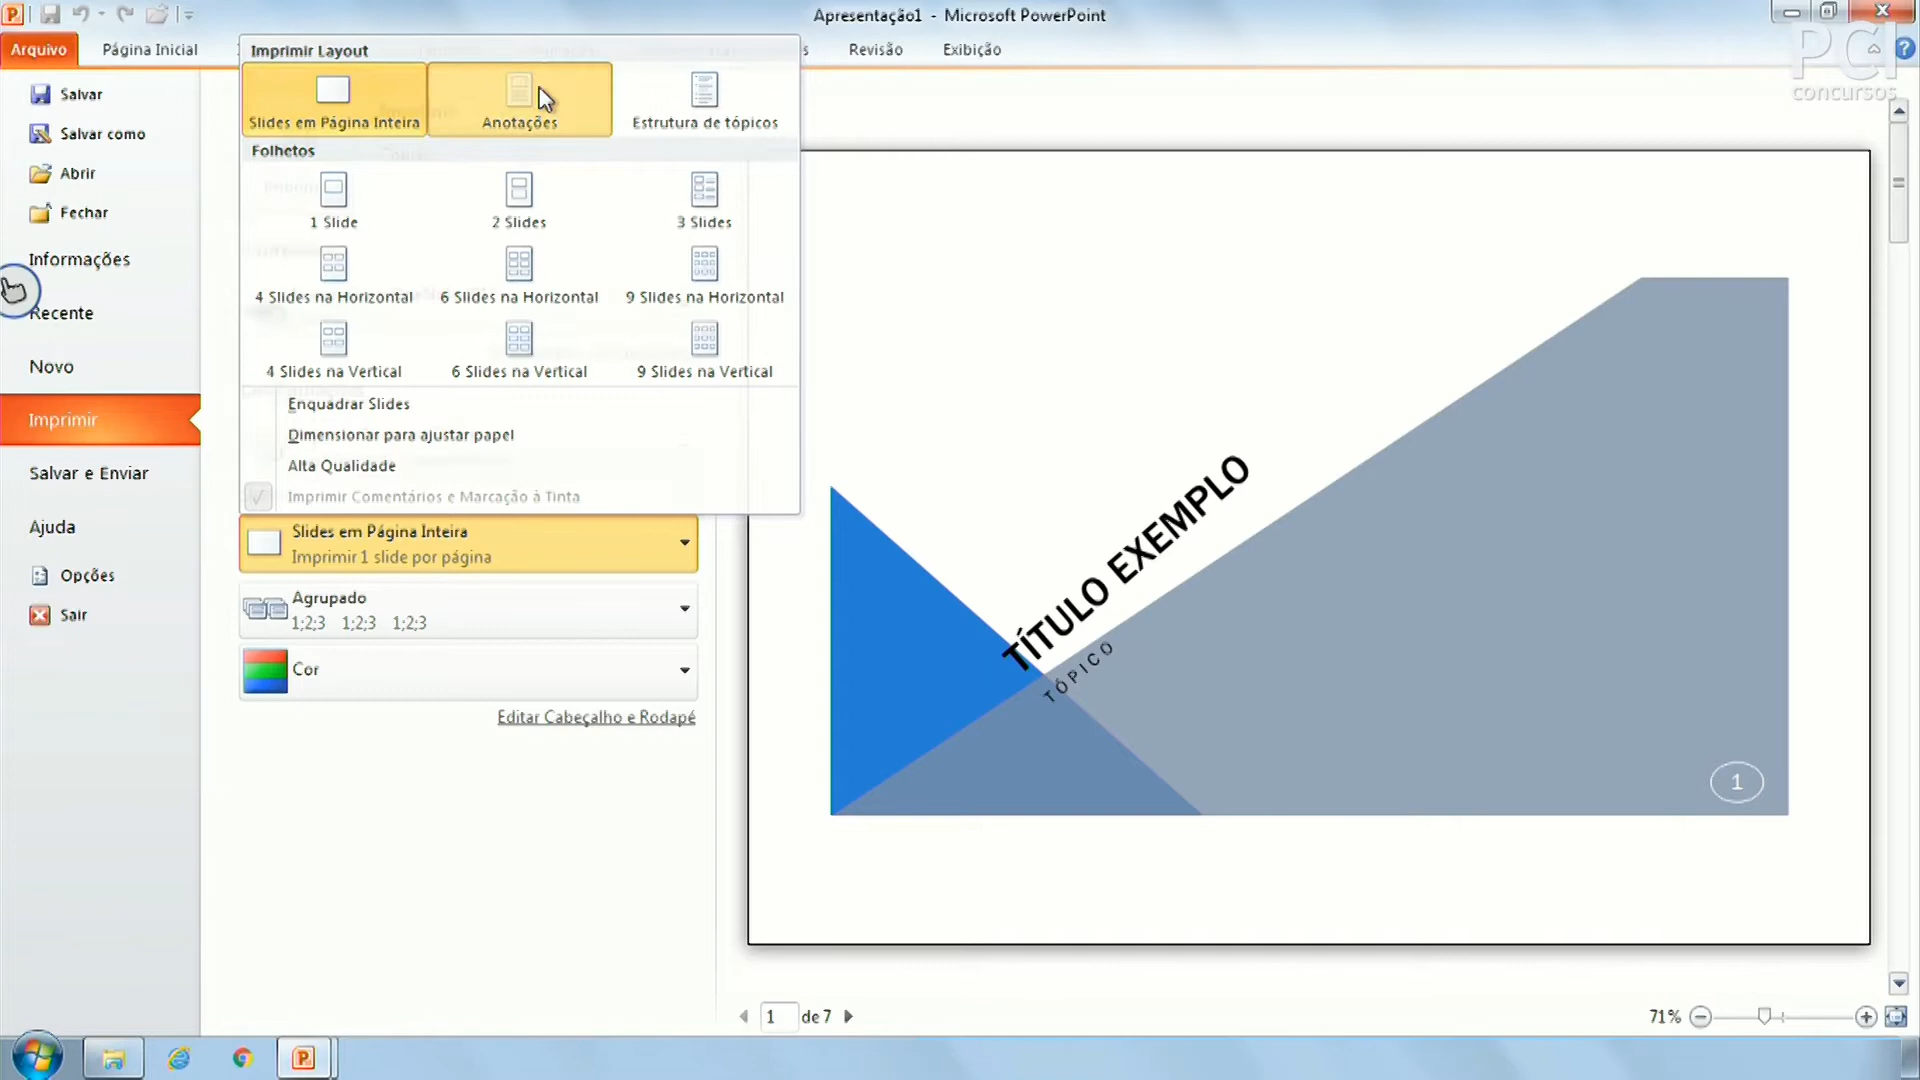 Apresentação1 - Microsoft PowerPoint
Arquivo
Página Inicial
Revisão
Exibição
PCI
concursos
Salvar
Salvar como
Abrir
Fechar
Informações
Recente
Novo
Imprimir
Salvar e Enviar
Ajuda
Opções
Sair
Imprimir Layout
Slides em Página Inteira
Anotações
Estrutura de tópicos
Folhetos
1 Slide
2 Slides
3 Slides
4 Slides na Horizontal
6 Slides na Horizontal
9 Slides na Horizontal
4 Slides na Vertical
6 Slides na Vertical
9 Slides na Vertical
Enquadrar Slides
Dimensionar para ajustar papel
Alta Qualidade
Imprimir Comentários e Marcação à Tinta
Slides em Página Inteira
Imprimir 1 slide por página
Agrupado
1;2;3 1;2;3 1;2;3
Cor
Editar Cabeçalho e Rodapé
TÍTULO EXEMPLO
TÓPICO
1
1 de 7
71%